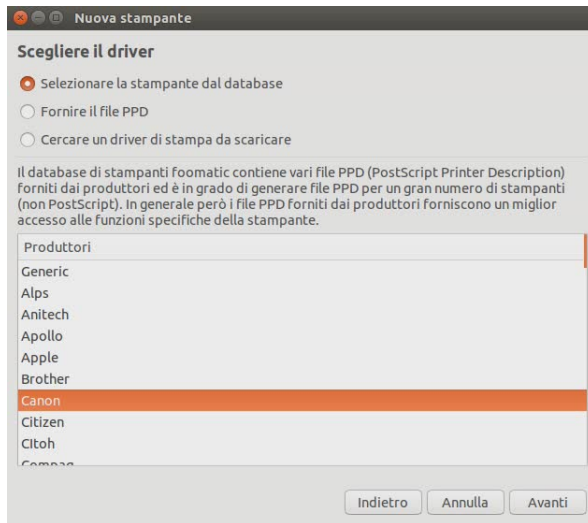 Nuova stampante
Scegliere il driver
Selezionare la stampante dal database
Fornire il file PPD
Cercare un driver di stampa da scaricare
Il database di stampanti foomatic contiene vari file PPD (PostScript Printer Description)
forniti dai produttori ed è in grado di generare file PPD per un gran numero di stampanti
(non PostScript). In generale però i file PPD forniti dai produttori forniscono un miglior
accesso alle funzioni specifiche della stampante.
Produttori
Generic
Alps
Anitech
Apollo
Apple
Brother
Canon
Citizen
CItoh
Compaq
Indietro Annulla Avanti